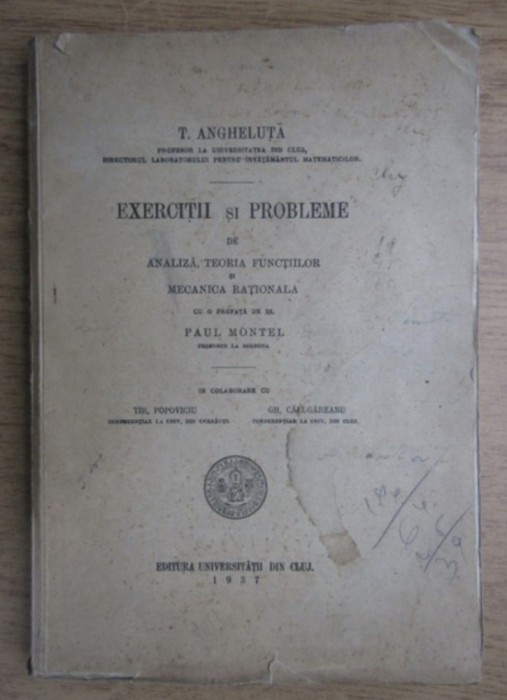 T. ANGHELUȚĂ
PROFESOR LA UNIVERSITATEA DIN CLUJ,
DIRECTORUL LABORATORULUI PENTRU ÎNVĂȚĂMÂNTUL MATEMATICILOR.
EXERCIȚII ȘI PROBLEME
DE
ANALIZĂ, TEORIA FUNCȚIILOR
ȘI
MECANICA RAȚIONALA
CU O PREFAȚĂ DE DL.
PAUL MONTEL
PROFESOR LA SORBONA
IN COLABORARE CU
TIB. POPOVICIU GH. CĂLUGĂREANU
CONFERENȚIAR LA UNIV. DIN CERNĂUȚI. CONFERENȚIAR LA UNIV. DIN CLUJ.
EDITURA UNIVERSITĂȚII DIN CLUJ.
1937